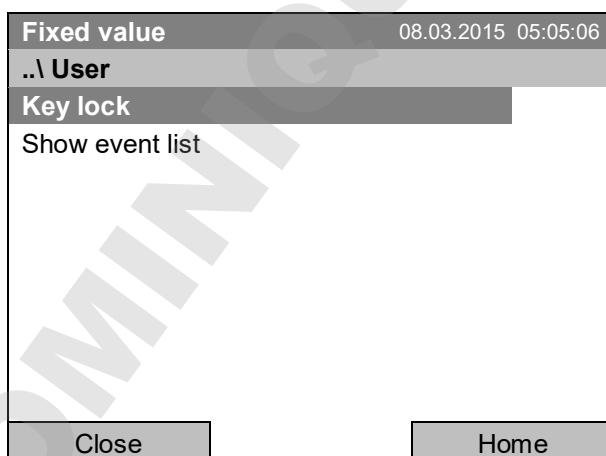 Fixed value 08.03.2015 05:05:06
..\ User
Key lock
Show event list
Close Home